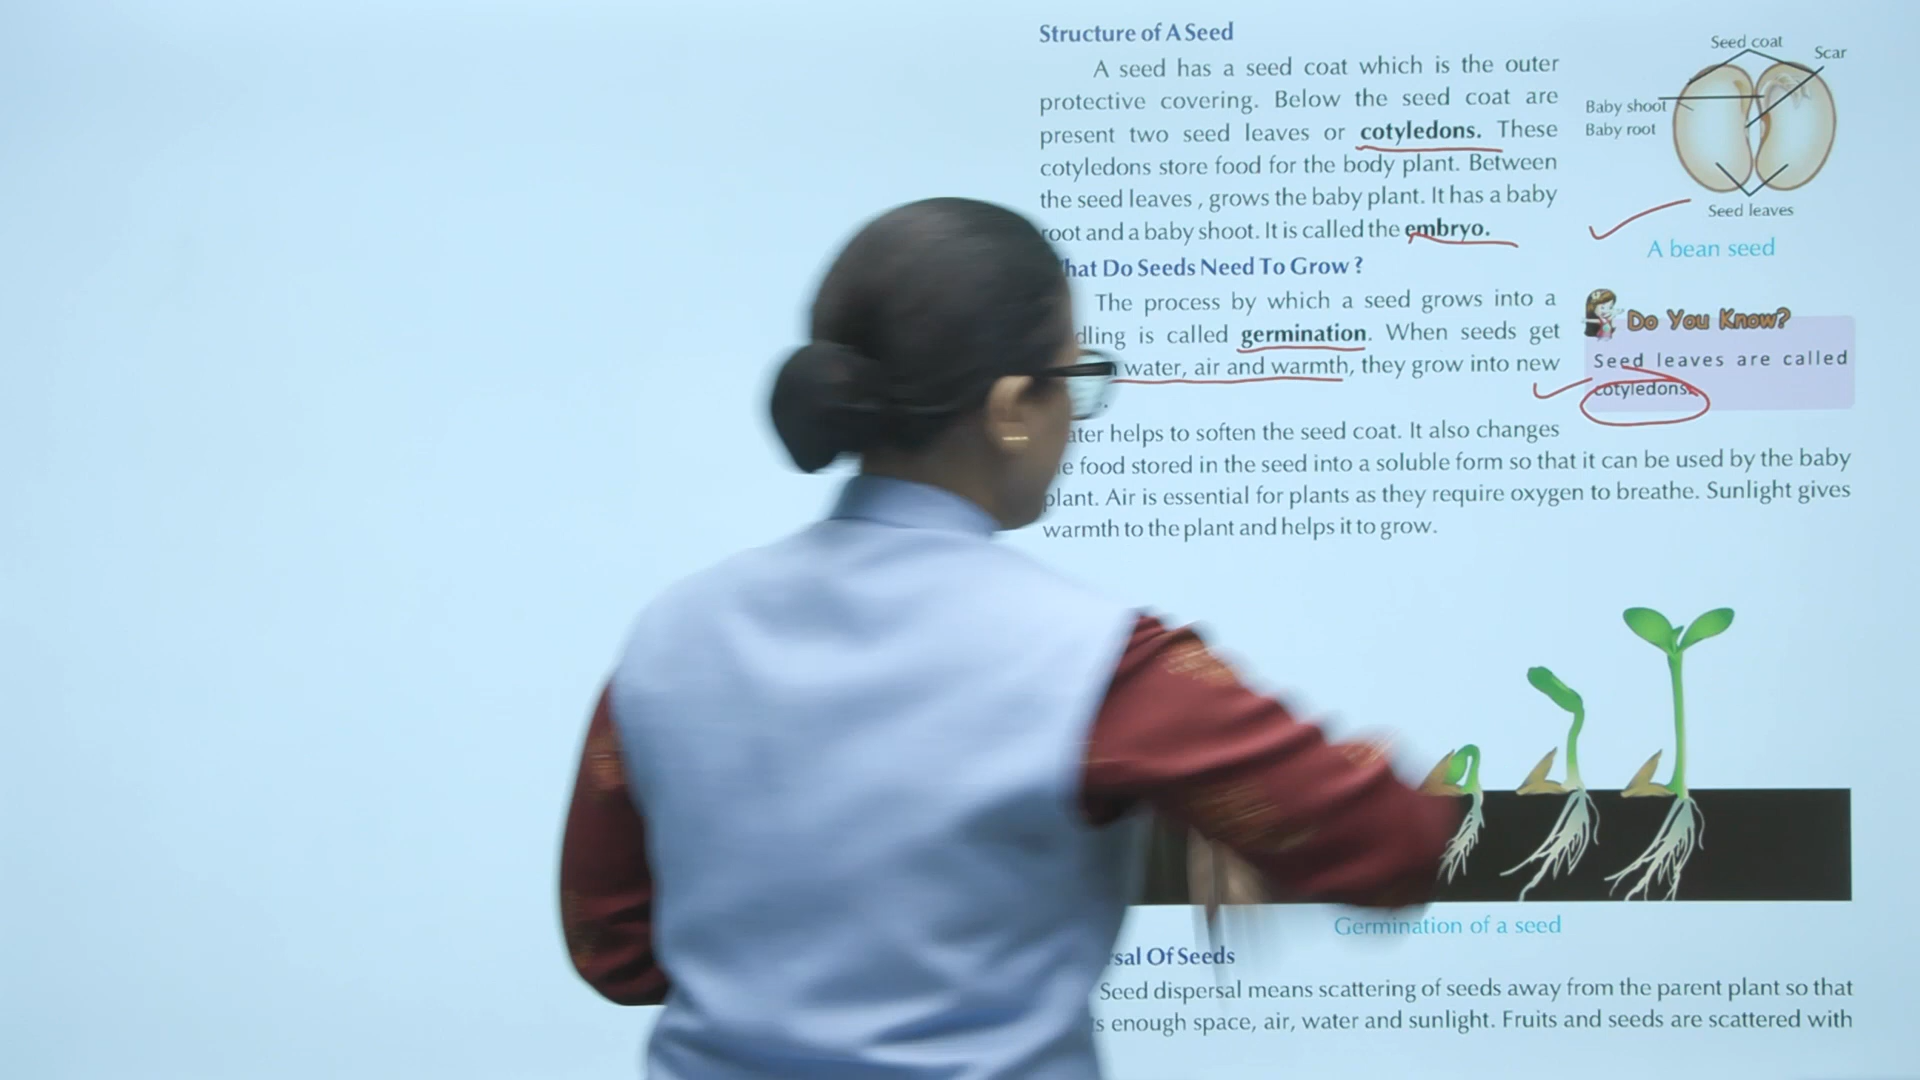 Structure of A Seed
A seed has a seed coat which is the outer
protective covering. Below the seed coat are
present two seed leaves or cotyledons. These
cotyledons store food for the body plant. Between
the seed leaves , grows the baby plant. It has a baby
root and a baby shoot. It is called the embryo.
Seed coat
Scar
Baby shoot
Baby root
Seed leaves
A bean seed
hat Do Seeds Need To Grow ?
The process by which a seed grows into a
dling is called germination. When seeds get
water, air and warmth, they grow into new
Do You Know?
Seed leaves are called
cotyledons.
ater helps to soften the seed coat. It also changes
e food stored in the seed into a soluble form so that it can be used by the baby
plant. Air is essential for plants as they require oxygen to breathe. Sunlight gives
warmth to the plant and helps it to grow.
Germination of a seed
sal Of Seeds
Seed dispersal means scattering of seeds away from the parent plant so that
s enough space, air, water and sunlight. Fruits and seeds are scattered with